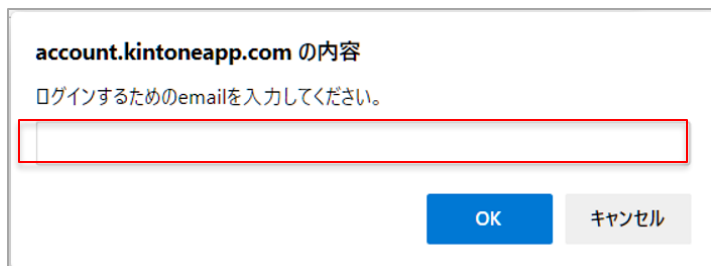 account.kintoneapp.com の内容
ログインするためのemailを入力してください。
OK
キャンセル